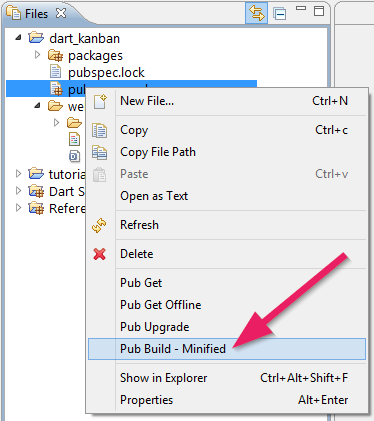 Files
dart_kanban
packages
pubspec.lock
New File... Ctrl+N
Copy Ctrl+c
Copy File Path
Paste Ctrl+v
Open as Text
Refresh
Delete
Pub Get
Pub Get Offline
Pub Upgrade
Pub Build - Minified
Show in Explorer Ctrl+Alt+Shift+F
Properties Alt+Enter
we
tutoria
Dart S
Refere